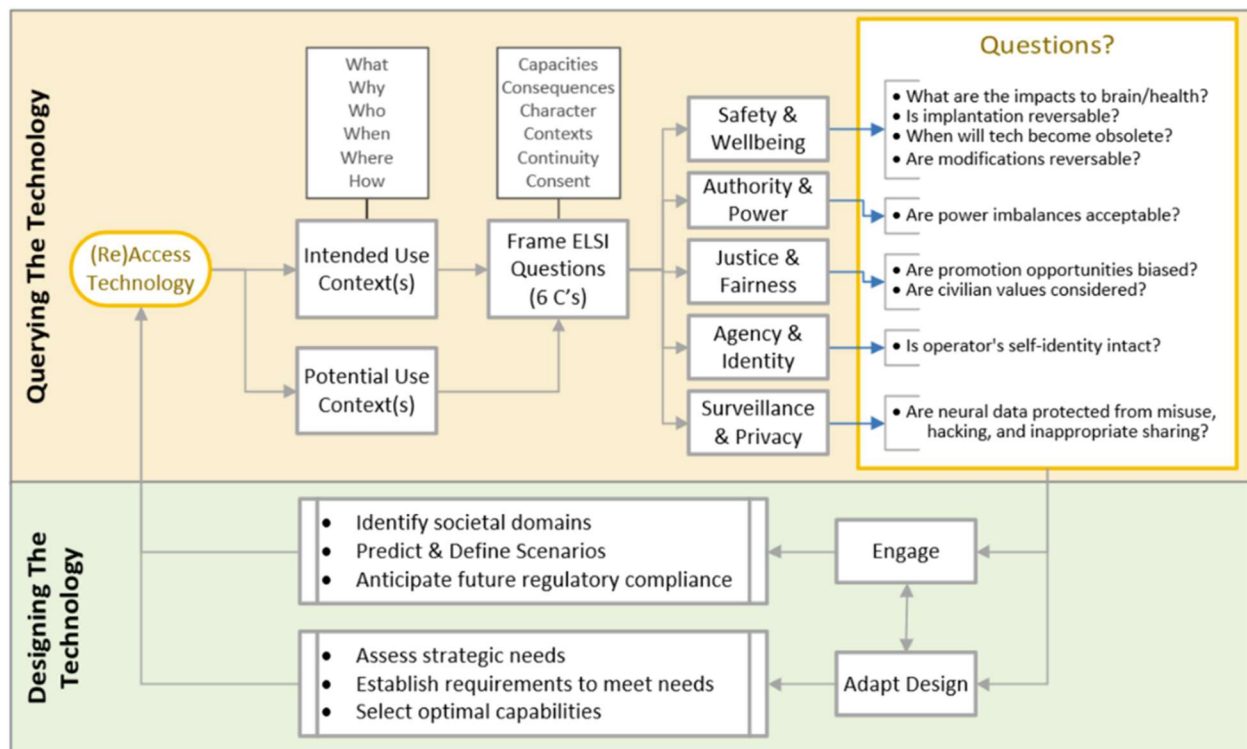 Querying The Technology
What
Why
Who
When
Where
How
Capacities
Consequences
Character
Contexts
Continuity
Consent
(Re)Access
Technology
Intended Use
Context(s)
Frame ELSI
Questions
(6 C's)
Potential Use
Context(s)
Safety &
Wellbeing
Authority &
Power
Justice &
Fairness
Agency &
Identity
Surveillance
& Privacy
Questions?
• What are the impacts to brain/health?
• Is implantation reversable?
• When will tech become obsolete?
• Are modifications reversable?
• Are power imbalances acceptable?
• Are promotion opportunities biased?
• Are civilian values considered?
• Is operator's self-identity intact?
• Are neural data protected from misuse,
hacking, and inappropriate sharing?
Designing The
Technology
• Identify societal domains
• Predict & Define Scenarios
• Anticipate future regulatory compliance
Engage
• Assess strategic needs
• Establish requirements to meet needs
• Select optimal capabilities
Adapt Design